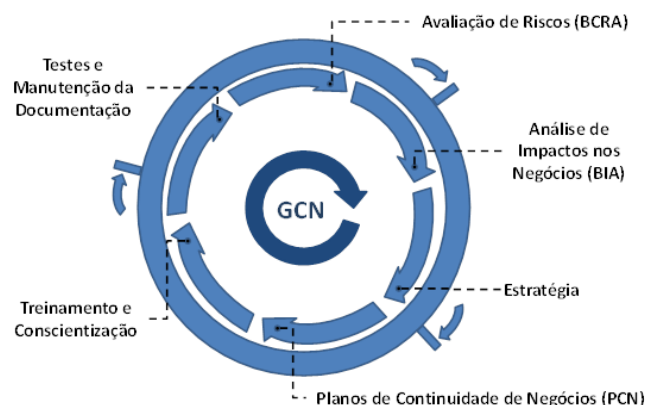 Avaliação de Riscos (BCRA)
Testes e
Manutenção da
Documentação
Análise de
Impactos nos
Negócios (BIA)
GCN
Estratégia
Treinamento e
Conscientização
Planos de Continuidade de Negócios (PCN)